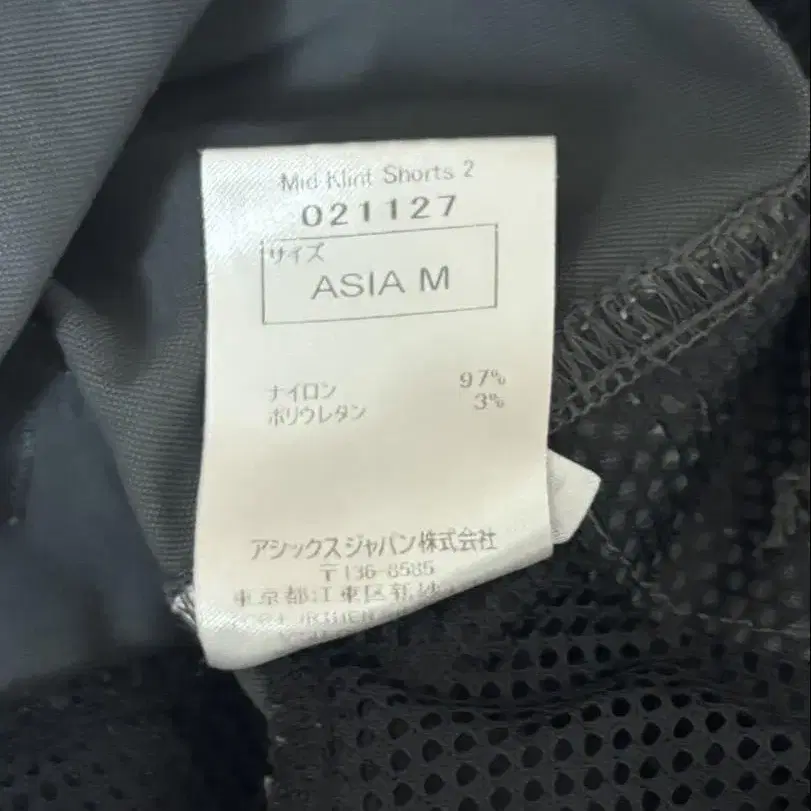 Mid Klint Shorts 2
021127
サイズ
ASIA M
ナイロン 97%
ポリウレタン 3%
アシックスジャパン株式会社
〒136-8585
東京都江東区新砂